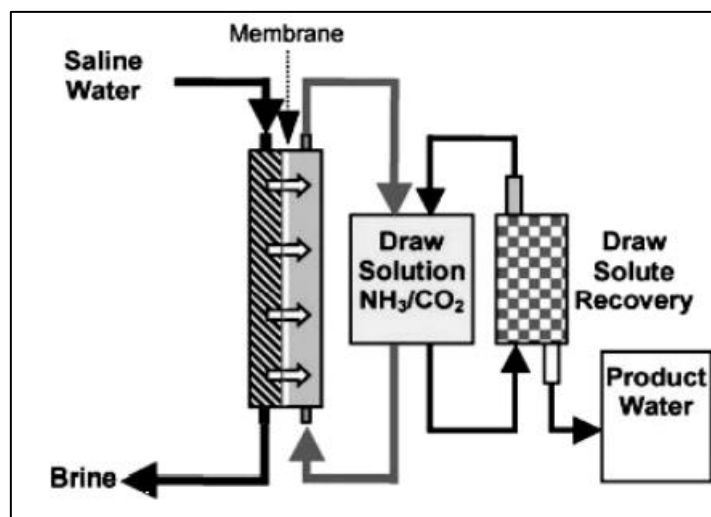 Membrane
Saline
Water
Draw
Solution
NH₃/CO₂
Draw
Solute
Recovery
Product
Water
Brine